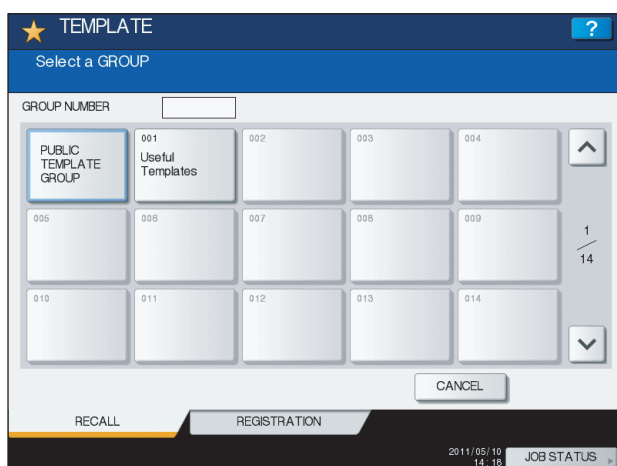 TEMPLATE
?
Select a GROUP
GROUP NUMBER
PUBLIC
TEMPLATE
GROUP
001
Useful
Templates
002
003
004
005
006
007
008
009
1
14
010
011
012
013
014
CANCEL
RECALL
REGISTRATION
2011/05/10
14:18
JOB STATUS